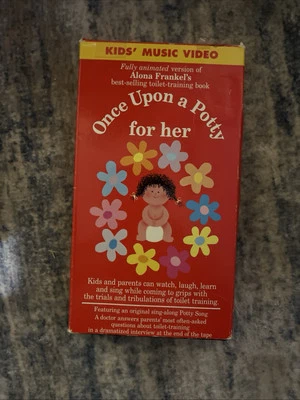 KIDS' MUSIC VIDEO
Fully animated version of
Alona Frankel's
best-selling toilet-training book
Once Upon a Potty
for her
Kids and parents can watch, laugh, learn
and sing while coming to grips with
the trials and tribulations of toilet training.
Featuring an original sing-along Potty Song
A doctor answers parents' most often-asked
questions about toilet-training
in a dramatized interview at the end of the tape